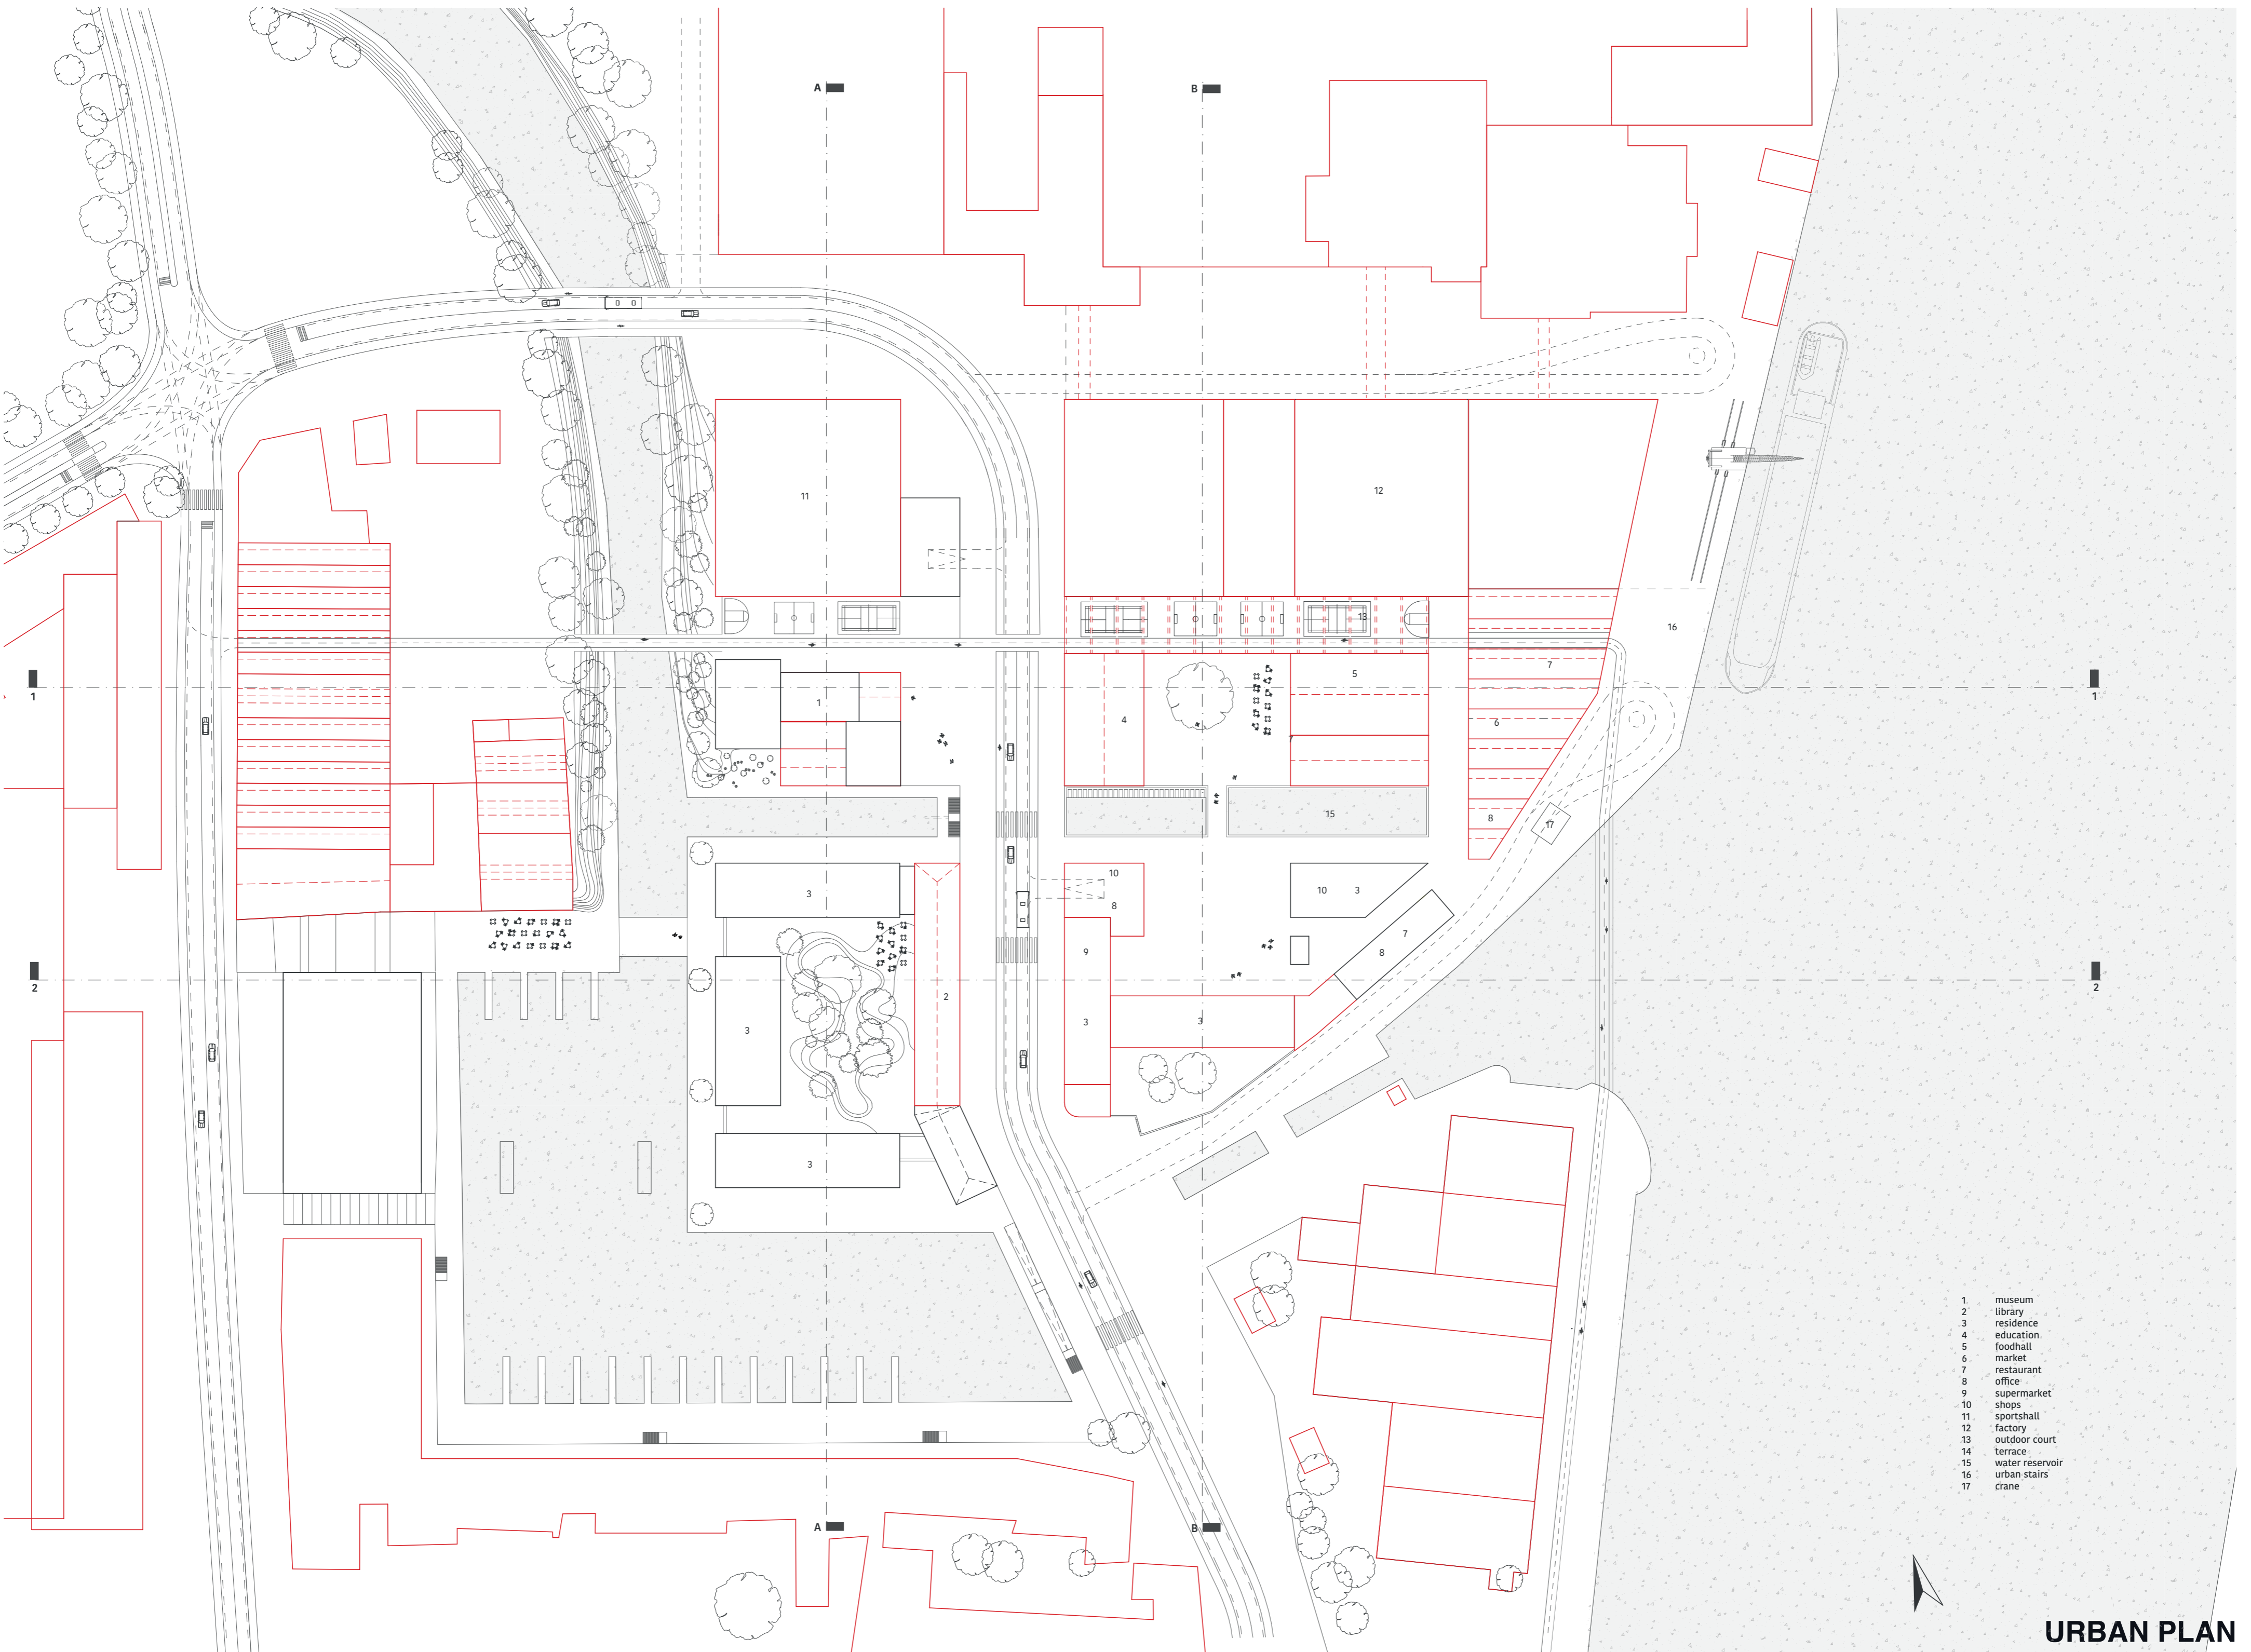 A
B
11
12
13
16
5
7
1
1
1
4
6
15
8
17
3
10
10
3
8
9
7
8
2
2
2
3
3
3
3
A
B
1 museum
2 library
3 residence
4 education
5 foodhall
6 market
7 restaurant
8 office
9 supermarket
10 shops
11 sportshall
12 factory
13 outdoor court
14 terrace
15 water reservoir
16 urban stairs
17 crane
URBAN PLAN